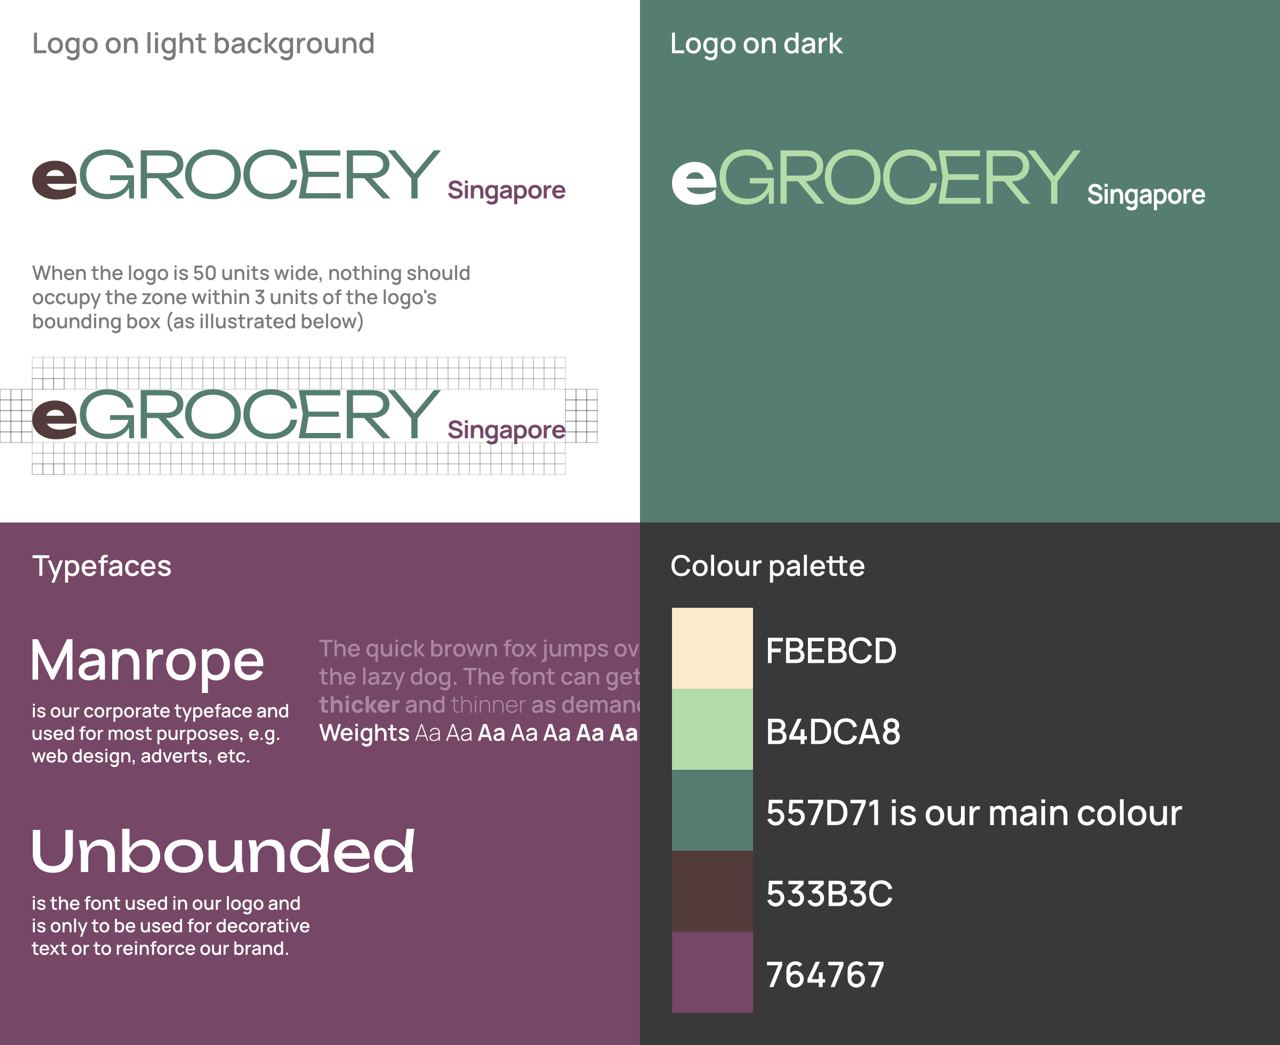 Logo on light background
eGROCERY Singapore
When the logo is 50 units wide, nothing should
occupy the zone within 3 units of the logo's
bounding box (as illustrated below)
eGROCERY Singapore
Logo on dark
eGROCERY Singapore
Typefaces
Manrope
is our corporate typeface and
used for most purposes, e.g.
web design, adverts, etc.
The quick brown fox jumps ov
the lazy dog. The font can get
thicker and thinner as deman
Weights Aa Aa Aa Aa Aa Aa Aa
Unbounded
is the font used in our logo and
is only to be used for decorative
text or to reinforce our brand.
Colour palette
FBEBCD
B4DCA8
557D71 is our main colour
533B3C
764767